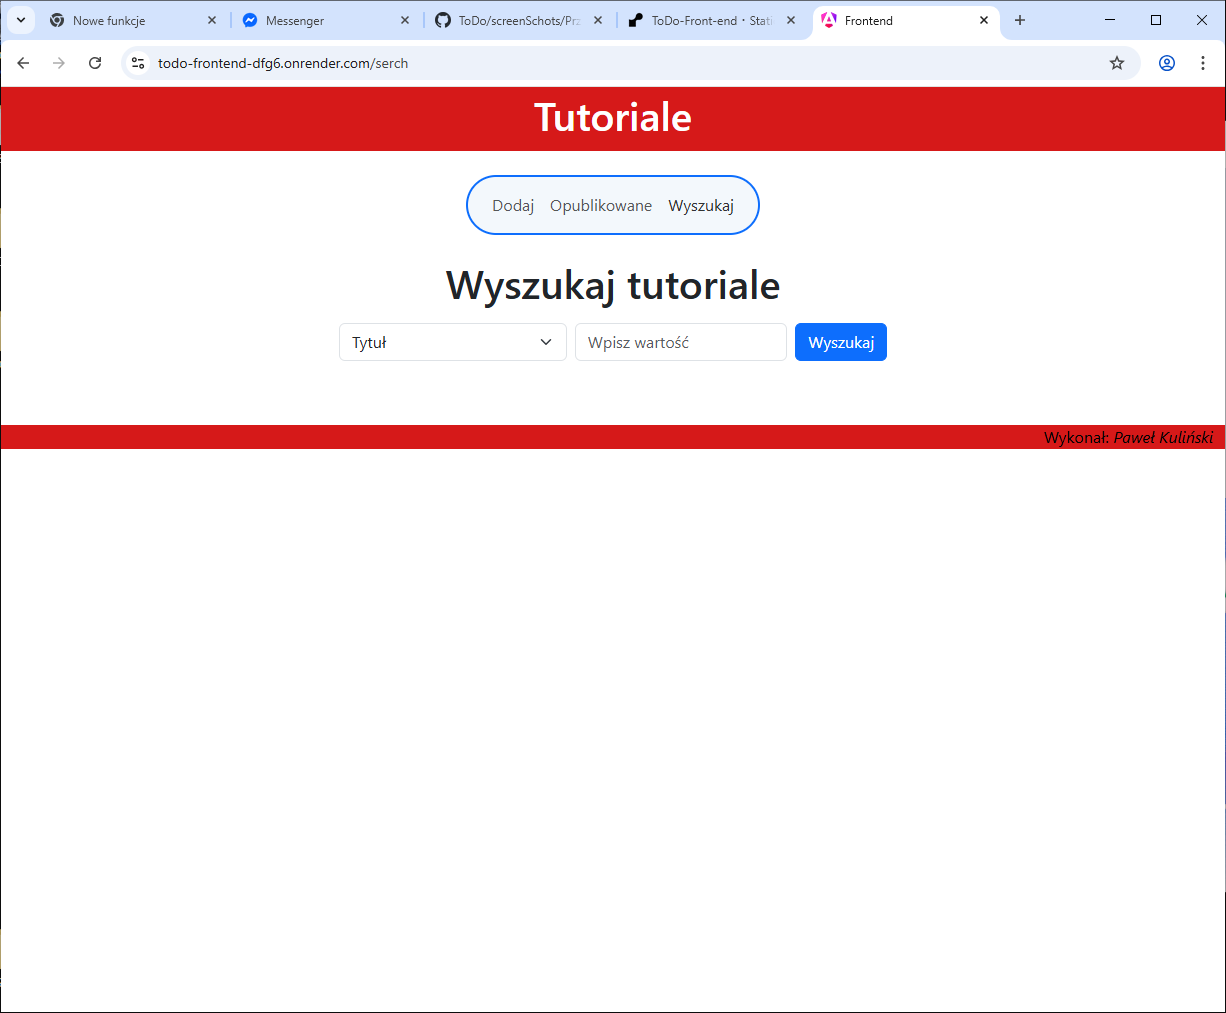 Nowe funkcje
Messenger
ToDo/screenSchots/Prz
ToDo-Front-end · Stati
Frontend
todo-frontend-dfg6.onrender.com/serch
Tutoriale
Dodaj Opublikowane Wyszukaj
Wyszukaj tutoriale
Tytuł
Wpisz wartość
Wyszukaj
Wykonał: Paweł Kuliński